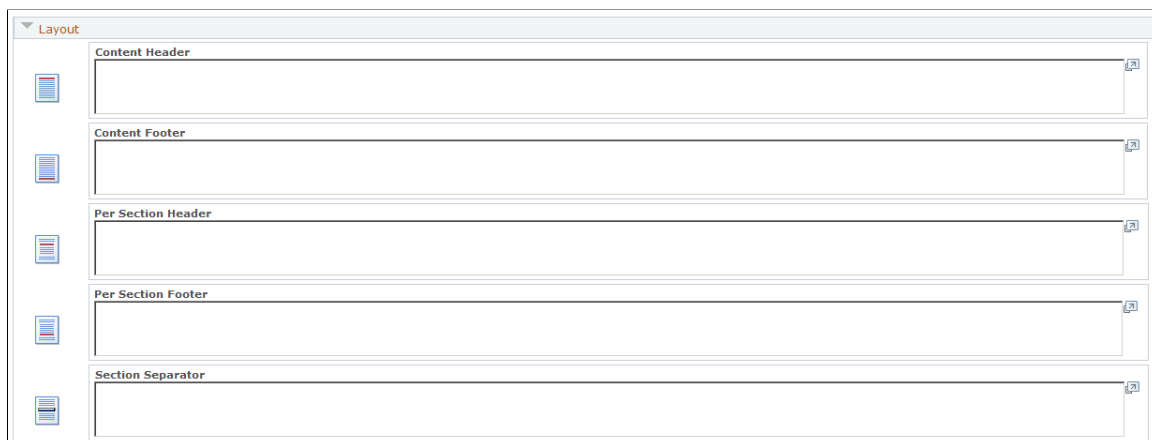 Layout
Content Header
Content Footer
Per Section Header
Per Section Footer
Section Separator